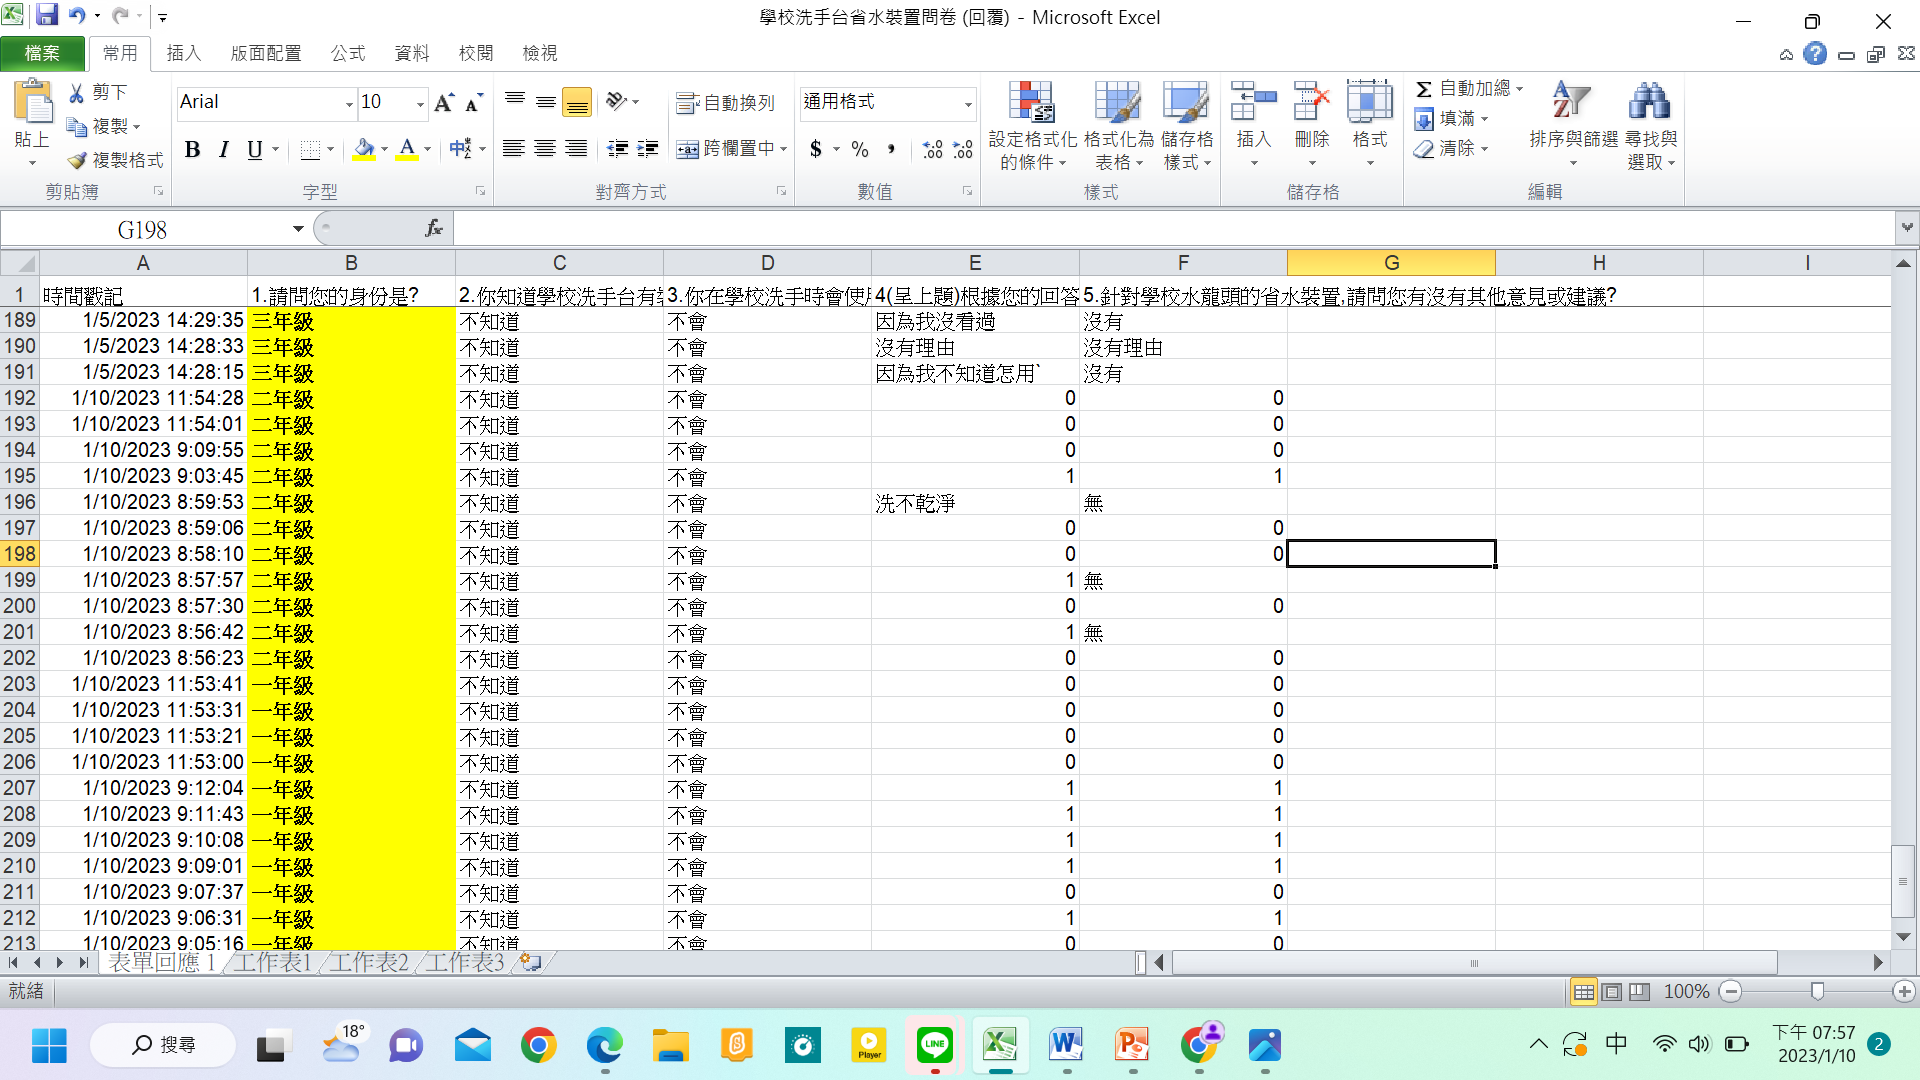 學校洗手台省水裝置問卷 (回覆) - Microsoft Excel
檔案 常用 插入 版面配置 公式 資料 校閱 檢視
貼上 剪下 複製 複製格式 剪貼簿
Arial 10 B I U A 字型
自動換列 跨欄置中 對齊方式
通用格式 $ % , 數值
設定格式化的條件 格式化為表格 儲存格樣式 樣式
插入 刪除 格式 儲存格
Σ 自動加總 填滿 清除 排序與篩選 尋找與選取 編輯
G198 fx
A B C D E F G H I
1 時間戳記 1.請問您的身份是? 2.你知道學校洗手台有 3.你在學校洗手時會使 4(呈上題)根據您的回答 5.針對學校水龍頭的省水裝置,請問您有沒有其他意見或建議?
189 1/5/2023 14:29:35 三年級 不知道 不會 因為我沒看過 沒有
190 1/5/2023 14:28:33 三年級 不知道 不會 沒有理由 沒有理由
191 1/5/2023 14:28:15 三年級 不知道 不會 因為我不知道怎用` 沒有
192 1/10/2023 11:54:28 二年級 不知道 不會 0 0
193 1/10/2023 11:54:01 二年級 不知道 不會 0 0
194 1/10/2023 9:09:55 二年級 不知道 不會 0 0
195 1/10/2023 9:03:45 二年級 不知道 不會 1 1
196 1/10/2023 8:59:53 二年級 不知道 不會 洗不乾淨 無
197 1/10/2023 8:59:06 二年級 不知道 不會 0 0
198 1/10/2023 8:58:10 二年級 不知道 不會 0 0
199 1/10/2023 8:57:57 二年級 不知道 不會 1 無
200 1/10/2023 8:57:30 二年級 不知道 不會 0 0
201 1/10/2023 8:56:42 二年級 不知道 不會 1 無
202 1/10/2023 8:56:23 二年級 不知道 不會 0 0
203 1/10/2023 11:53:41 一年級 不知道 不會 0 0
204 1/10/2023 11:53:31 一年級 不知道 不會 0 0
205 1/10/2023 11:53:21 一年級 不知道 不會 0 0
206 1/10/2023 11:53:00 一年級 不知道 不會 0 0
207 1/10/2023 9:12:04 一年級 不知道 不會 1 1
208 1/10/2023 9:11:43 一年級 不知道 不會 1 1
209 1/10/2023 9:10:08 一年級 不知道 不會 1 1
210 1/10/2023 9:09:01 一年級 不知道 不會 1 1
211 1/10/2023 9:07:37 一年級 不知道 不會 0 0
212 1/10/2023 9:06:31 一年級 不知道 不會 1 1
213 1/10/2023 9:05:16 一年級 不知道 不會 0 0
表單回應 1 工作表1 工作表2 工作表3
就緒 100%
搜尋 18° Player LINE 中 下午 07:57 2
2023/1/10